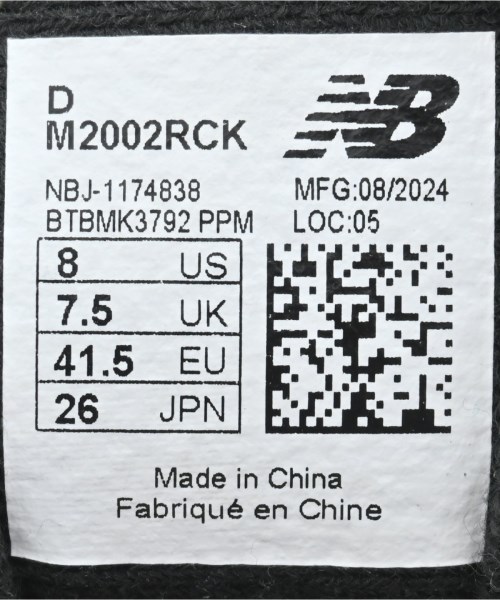 D
M2002RCK
NB
NBJ-1174838 MFG:08/2024
BTBMK3792 PPM LOC:05
8 US
7.5 UK
41.5 EU
26 JPN
Made in China
Fabriqué en Chine